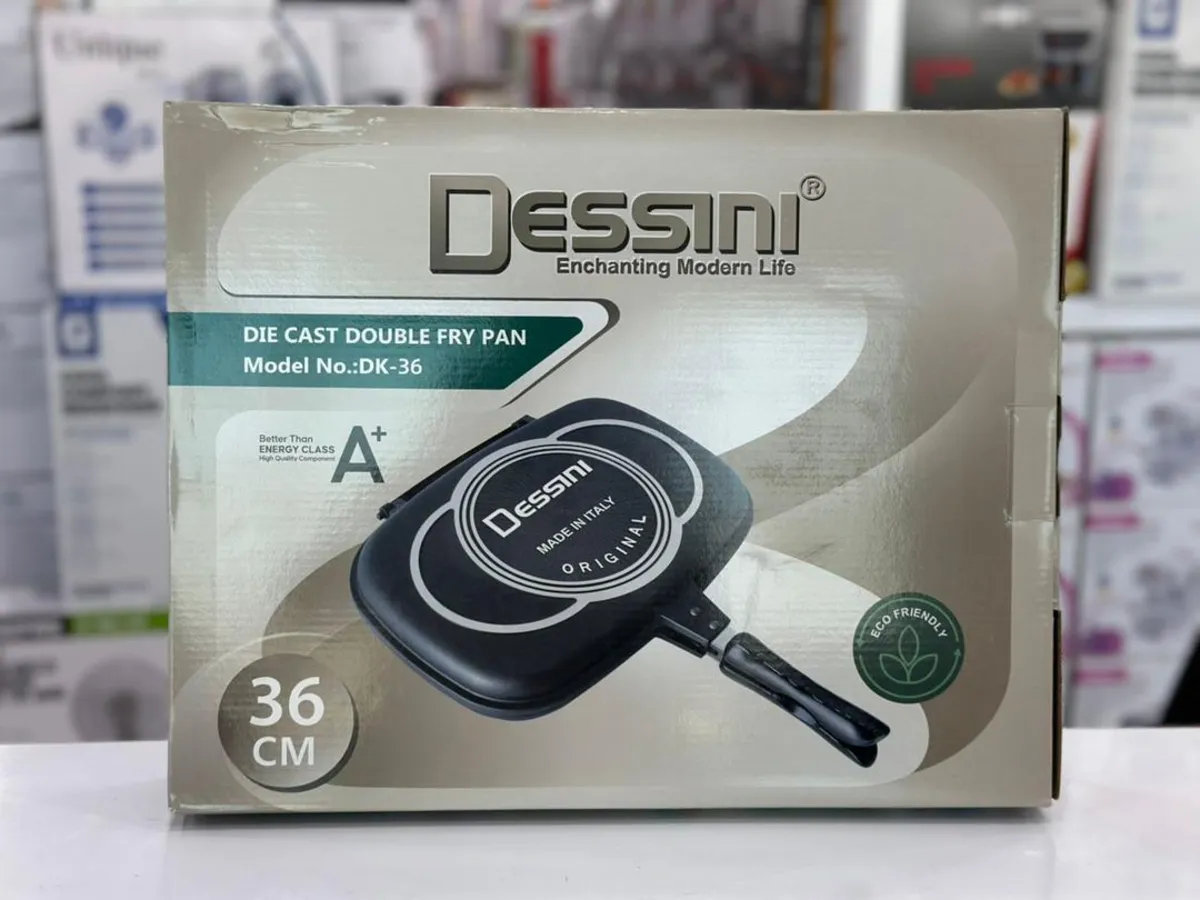 Unique
DESSINI®
Enchanting Modern Life
DIE CAST DOUBLE FRY PAN
Model No.:DK-36
Better Than
ENERGY CLASS
High Quality Component
A+
DESSINI
MADE IN ITALY
ORIGINAL
ECO FRIENDLY
36
CM